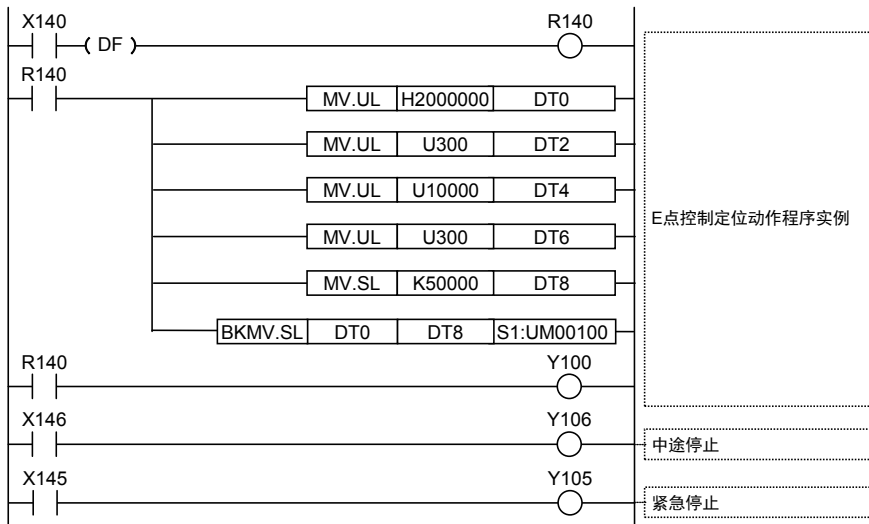 X140 R140
( DF )
R140
MV.UL H2000000 DT0
MV.UL U300 DT2
MV.UL U10000 DT4
MV.UL U300 DT6
MV.SL K50000 DT8
BKMV.SL DT0 DT8 S1:UM00100
E点控制定位动作程序实例
R140 Y100
X146 Y106
中途停止
X145 Y105
紧急停止